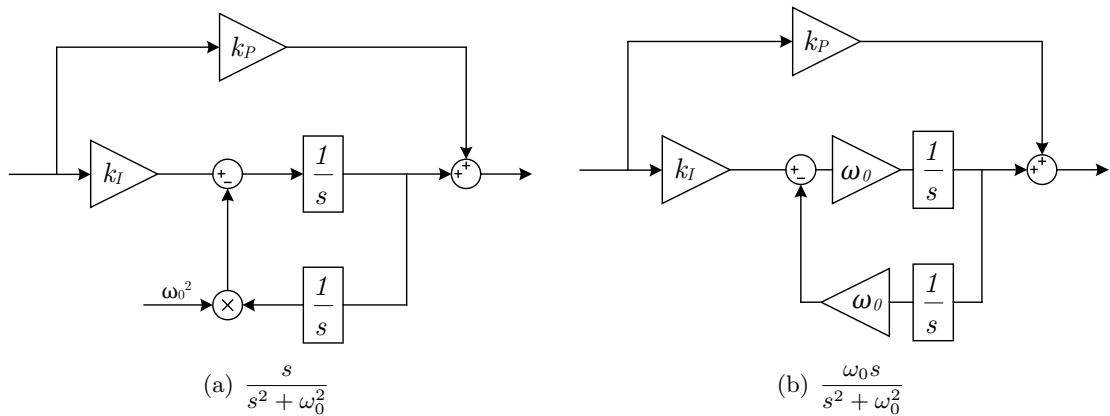 k_P
k_P
k_I
+
−
1/s
+
+
k_I
+
−
ω_0
1/s
+
+
ω_0^2
×
1/s
ω_0
1/s
(a) s/(s^2 + ω_0^2)
(b) ω_0 s/(s^2 + ω_0^2)